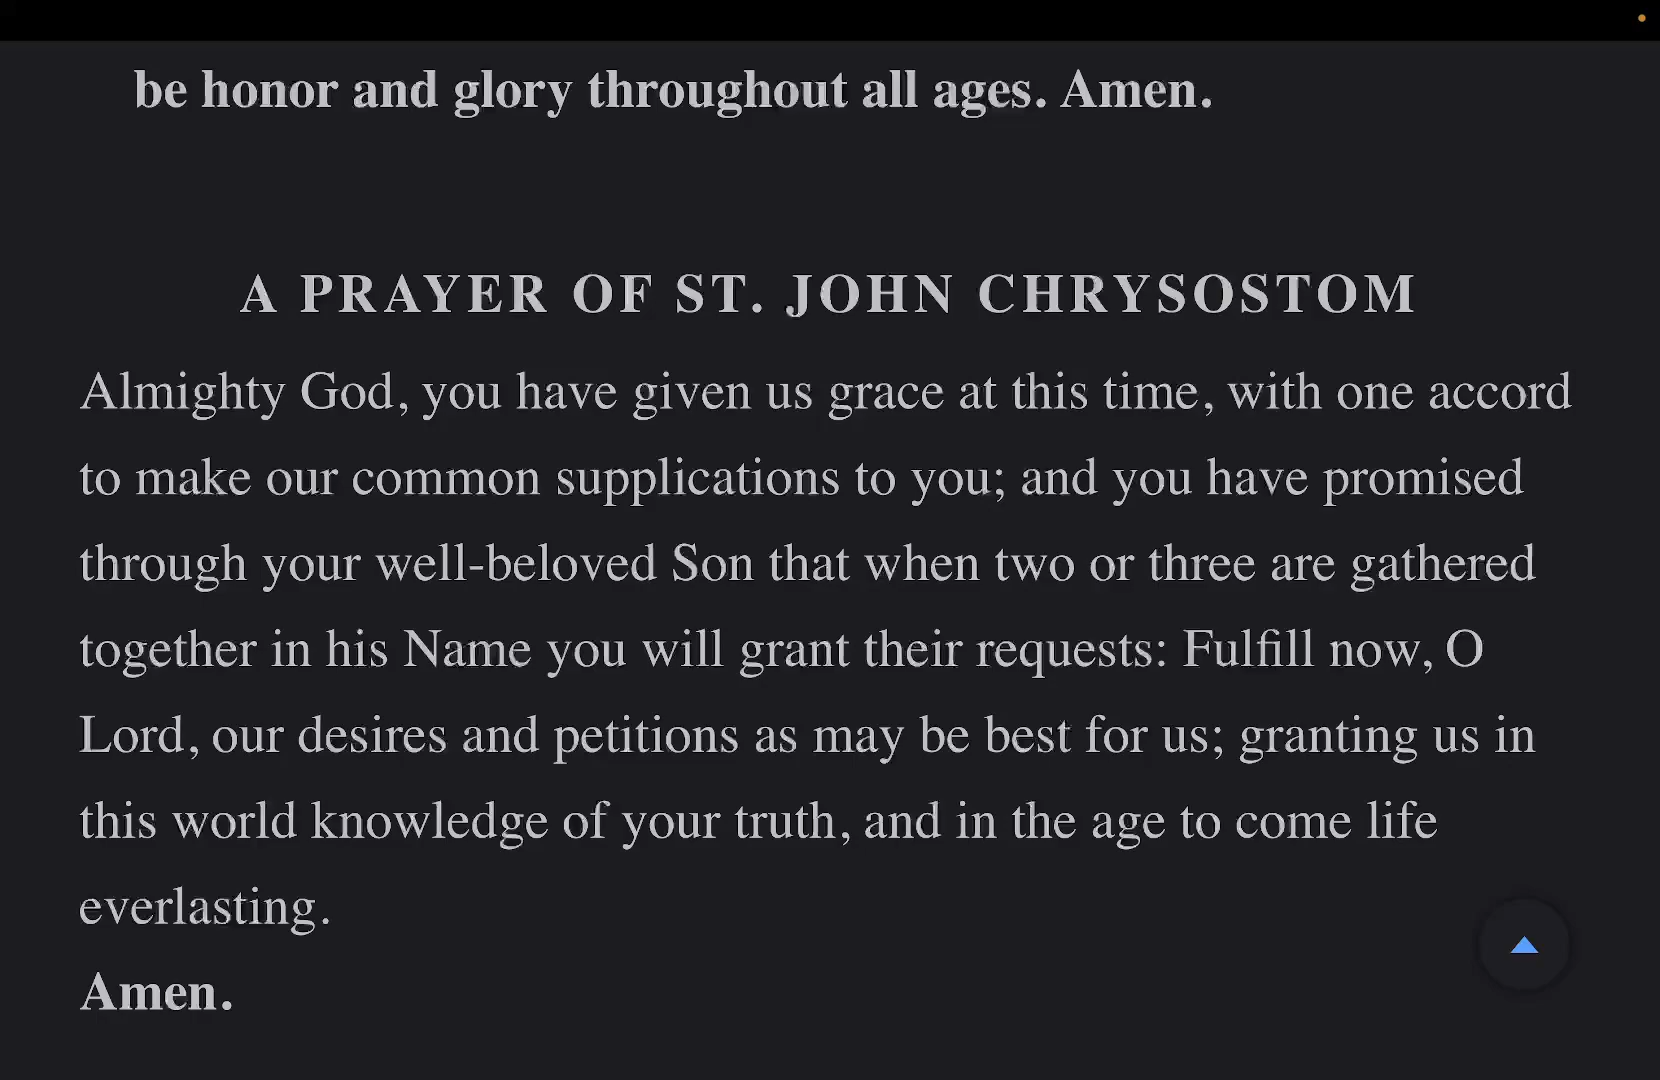 be honor and glory throughout all ages. Amen.
A PRAYER OF ST. JOHN CHRYSOSTOM
Almighty God, you have given us grace at this time, with one accord
to make our common supplications to you; and you have promised
through your well-beloved Son that when two or three are gathered
together in his Name you will grant their requests: Fulfill now, O
Lord, our desires and petitions as may be best for us; granting us in
this world knowledge of your truth, and in the age to come life
everlasting.
Amen.